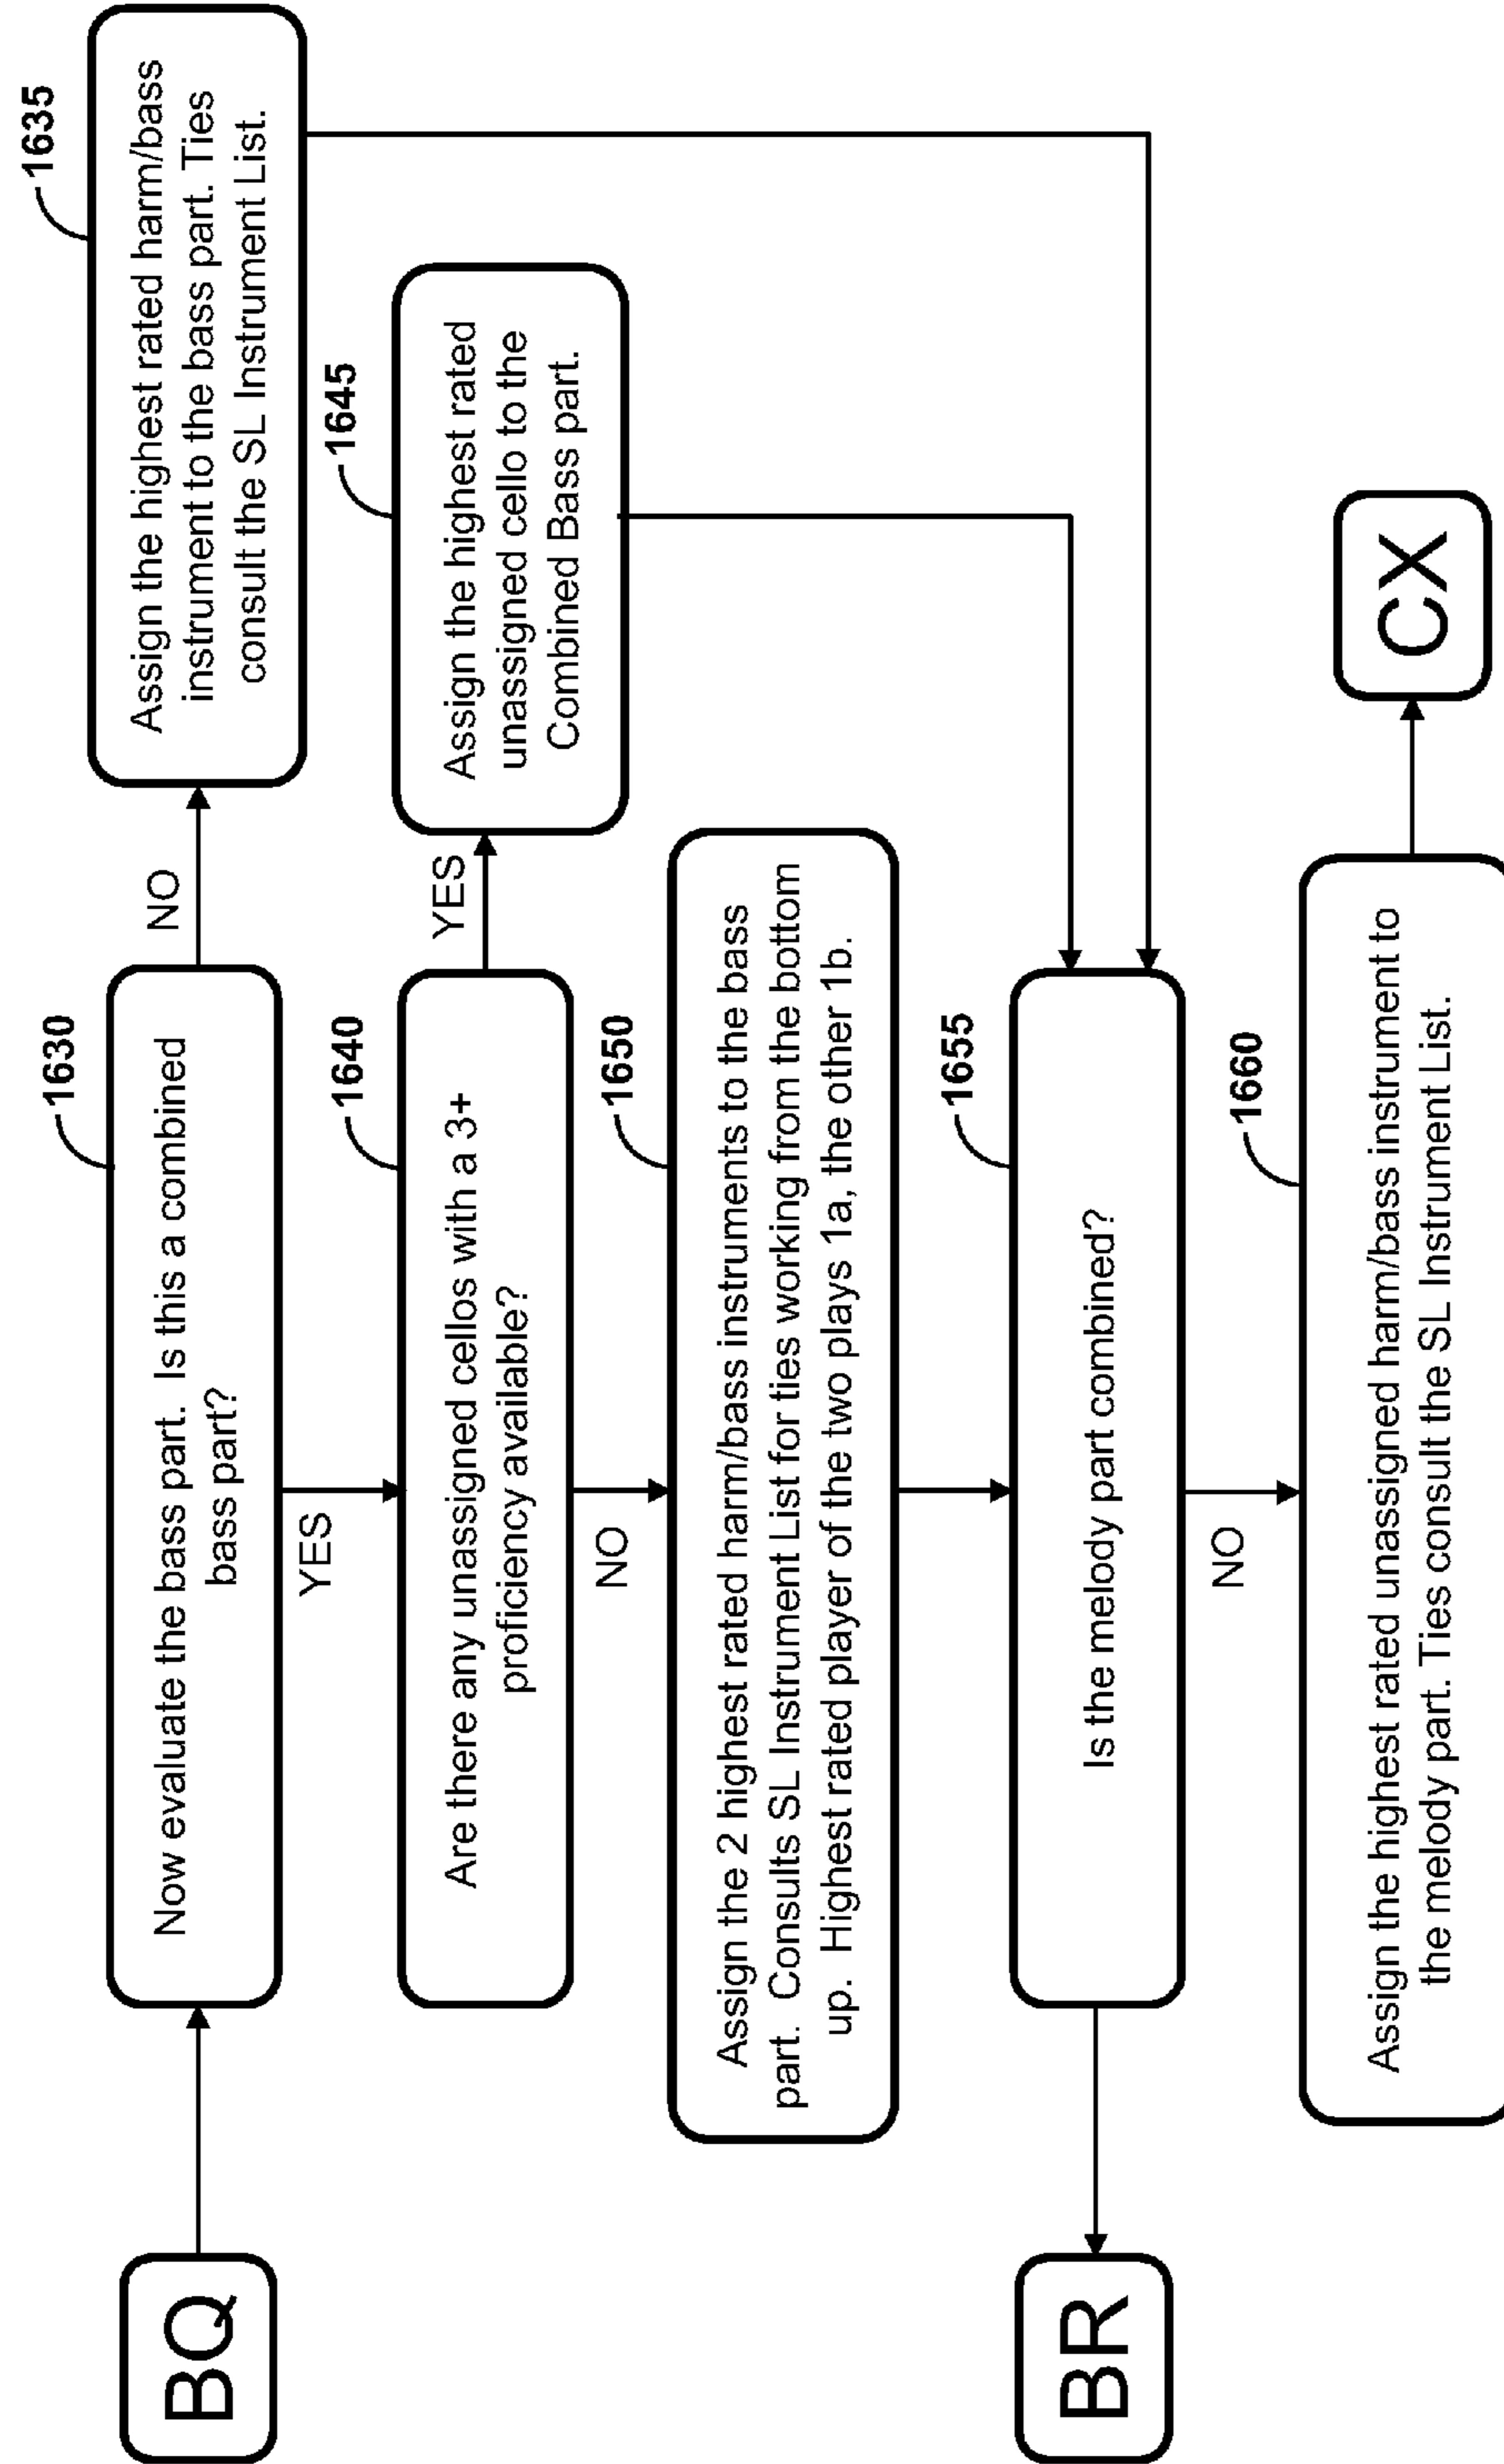 BQ
1630
Now evaluate the bass part.  Is this a combined
bass part?
NO
1635
Assign the highest rated harm/bass
instrument to the bass part. Ties
consult the SL Instrument List.
YES
1640
Are there any unassigned cellos with a 3+
proficiency available?
YES
1645
Assign the highest rated
unassigned cello to the
Combined Bass part.
NO
1650
Assign the 2 highest rated harm/bass instruments to the bass
part.  Consults SL Instrument List for ties working from the bottom
up.  Highest rated player of the two plays 1a, the other 1b.
BR
1655
Is the melody part combined?
NO
1660
Assign the highest rated unassigned harm/bass instrument to
the melody part. Ties consult the SL Instrument List.
CX